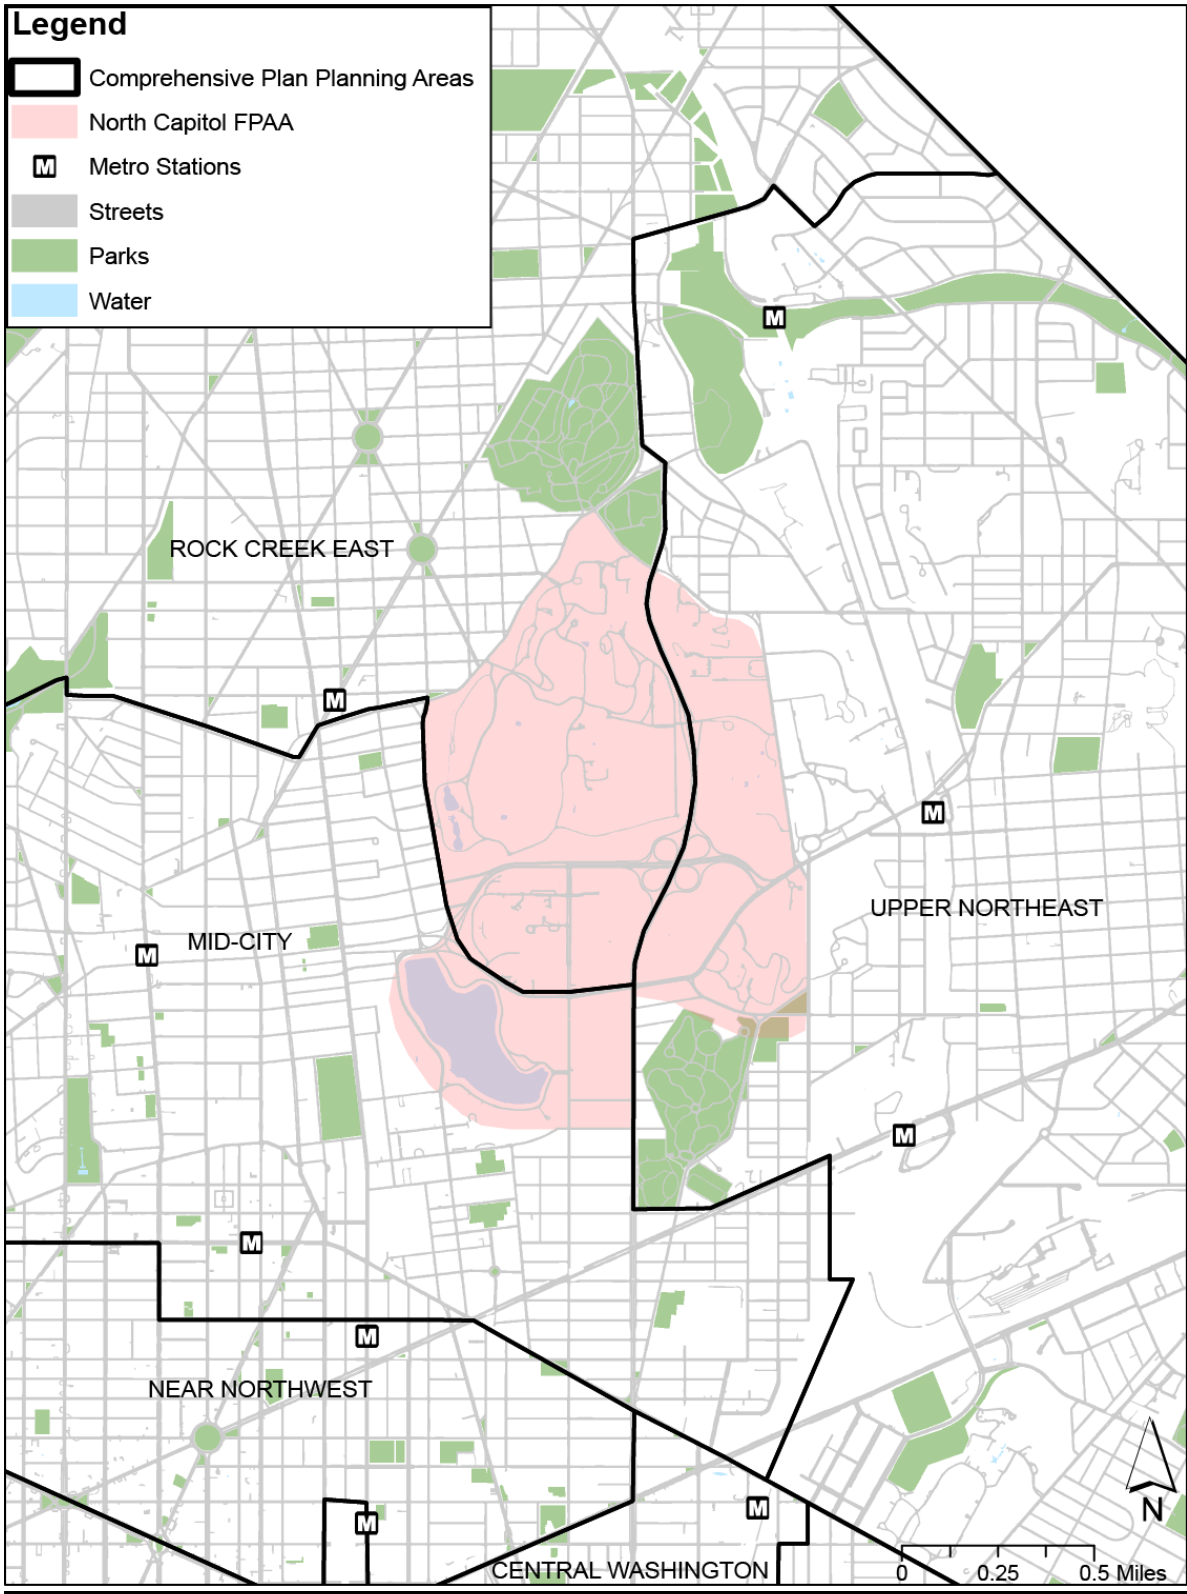 Legend
Comprehensive Plan Planning Areas
North Capitol FPAA
M Metro Stations
Streets
Parks
Water
M
ROCK CREEK EAST
M
M
UPPER NORTHEAST
MID-CITY
M
M
M
M
NEAR NORTHWEST
M
M
N
CENTRAL WASHINGTON
0 0.25 0.5 Miles